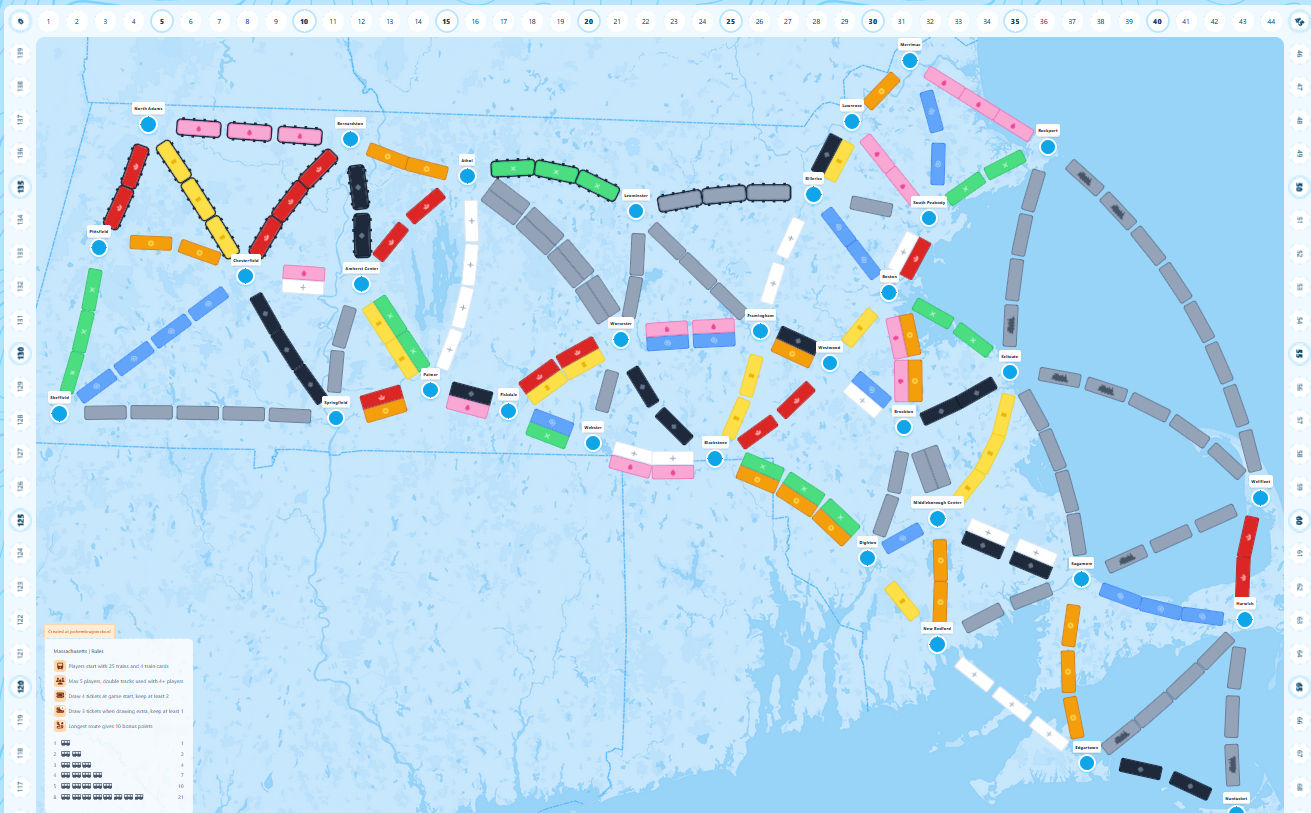 1 2 3 4 5 6 7 8 9 10 11 12 13 14 15 16 17 18 19 20 21 22 23 24 25 26 27 28 29 30 31 32 33 34 35 36 37 38 39 40 41 42 43 44
139
138
137
136
135
134
133
132
131
130
129
128
127
126
125
124
123
122
121
120
119
118
117
Merrimac
Lawrence
North Adams
Bernardston
Rockport
Athol
Billerica
Leominster
South Peabody
Pittsfield
Chesterfield
Amherst Center
Boston
Framingham
Worcester
Westwood
Scituate
Palmer
Fiskdale
Sheffield
Springfield
Brockton
Webster
Blackstone
Wellfleet
Middleborough Center
Dighton
Sagamore
Harwich
New Bedford
Edgartown
Nantucket
Massachusetts | Rules
Players start with 25 trains and 4 train cards
Max 5 players, double tracks used with 4+ players
Draw 4 tickets at game start, keep at least 2
Draw 3 tickets when drawing extra, keep at least 1
Longest route gives 10 bonus points
1 1
2 2
3 4
4 7
5 10
8 21